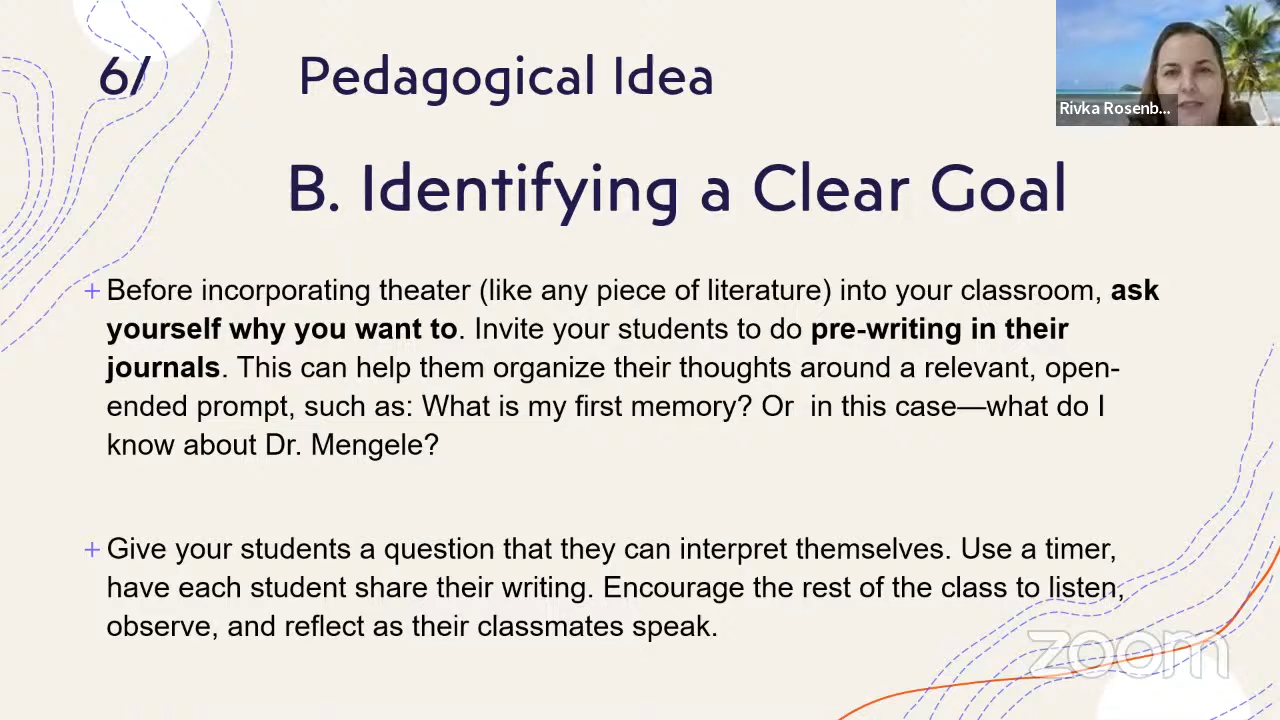 6/ Pedagogical Idea
Rivka Rosenb...
B. Identifying a Clear Goal
+ Before incorporating theater (like any piece of literature) into your classroom, ask
yourself why you want to. Invite your students to do pre-writing in their
journals. This can help them organize their thoughts around a relevant, open-
ended prompt, such as: What is my first memory? Or  in this case—what do I
know about Dr. Mengele?
+ Give your students a question that they can interpret themselves. Use a timer,
have each student share their writing. Encourage the rest of the class to listen,
observe, and reflect as their classmates speak.
zoom